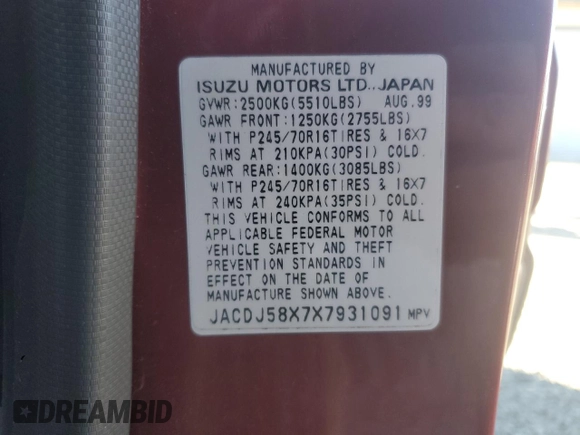 MANUFACTURED BY
ISUZU MOTORS LTD., JAPAN
GVWR:2500KG(5510LBS) AUG.99
GAWR FRONT:1250KG(2755LBS)
WITH P245/70R16TIRES & 16X7
RIMS AT 210KPA(30PSI) COLD.
GAWR REAR:1400KG(3085LBS)
WITH P245/70R16TIRES & 16X7
RIMS AT 240KPA(35PSI) COLD.
THIS VEHICLE CONFORMS TO ALL
APPLICABLE FEDERAL MOTOR
VEHICLE SAFETY AND THEFT
PREVENTION STANDARDS IN
EFFECT ON THE DATE OF
MANUFACTURE SHOWN ABOVE.
JACDJ58X7X7931091 MPV
DREAMBID